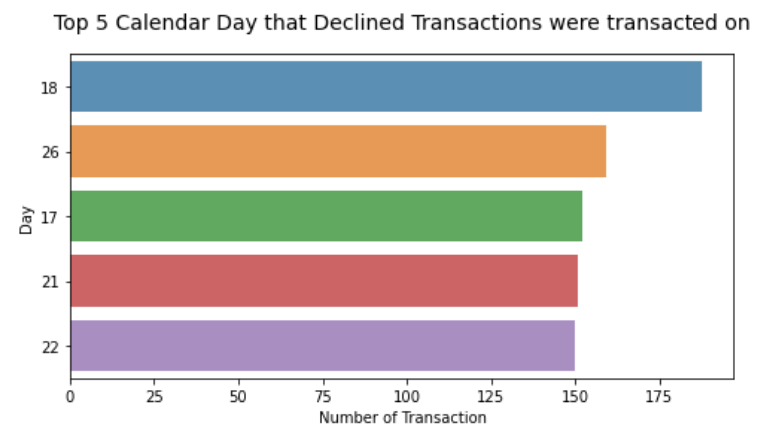 Top 5 Calendar Day that Declined Transactions were transacted on
18
26
17
21
22
Day
0 25 50 75 100 125 150 175
Number of Transaction